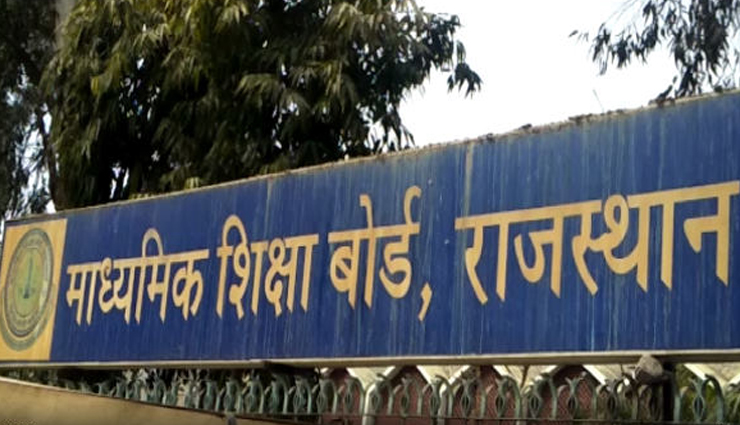 माध्यमिक शिक्षा बोर्ड, राजस्थान